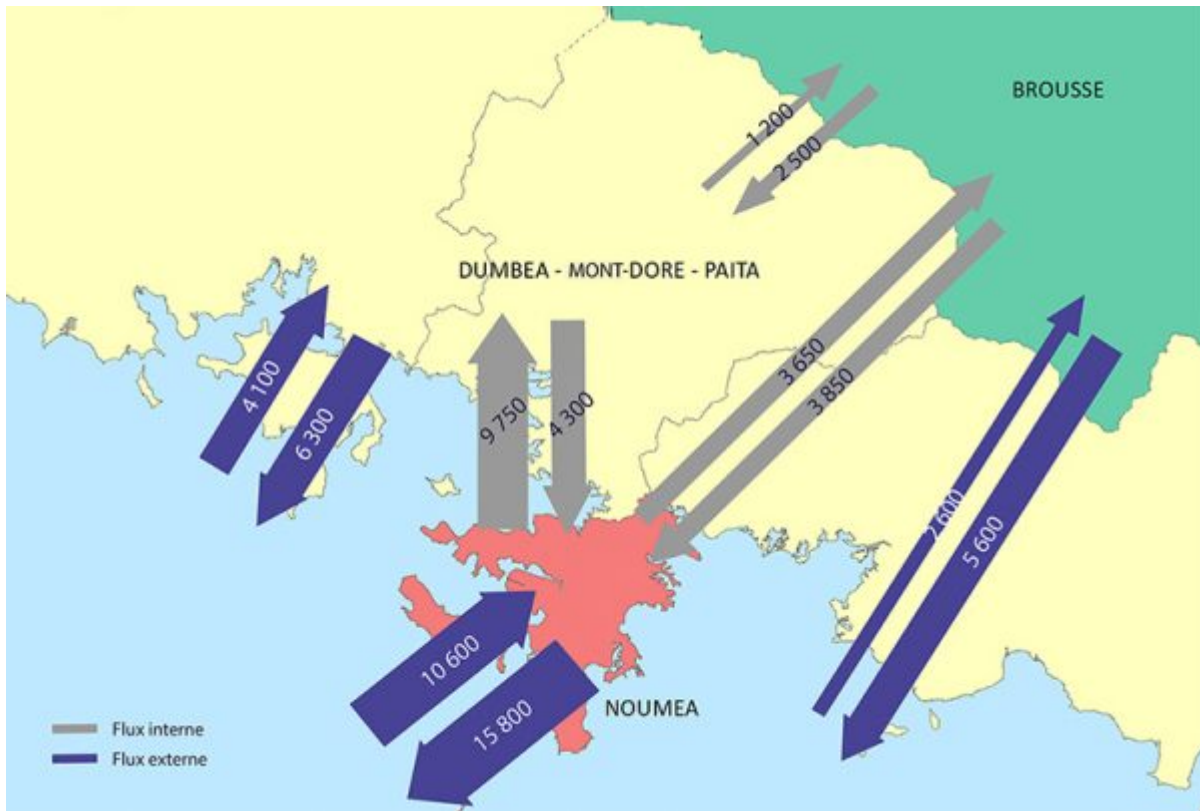 BROUSSE
1 200
2 500
DUMBEA - MONT-DORE - PAITA
4 100
6 300
9 750
4 300
3 650
3 850
2 600
5 600
10 600
15 800
NOUMEA
Flux interne
Flux externe